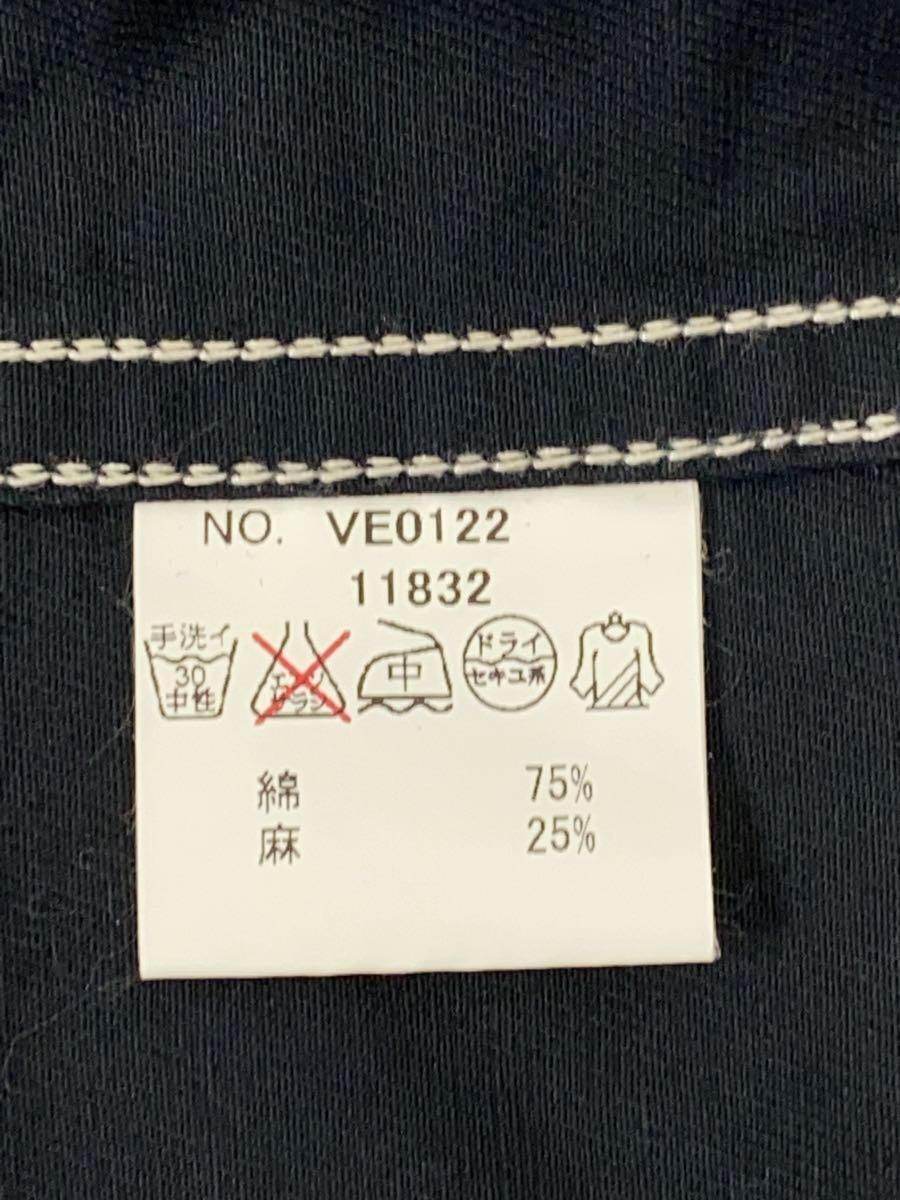 NO. VE0122
11832
手洗イ
30
中性
エンソ
サラシ
中
ドライ
セキユ系
綿 75%
麻 25%